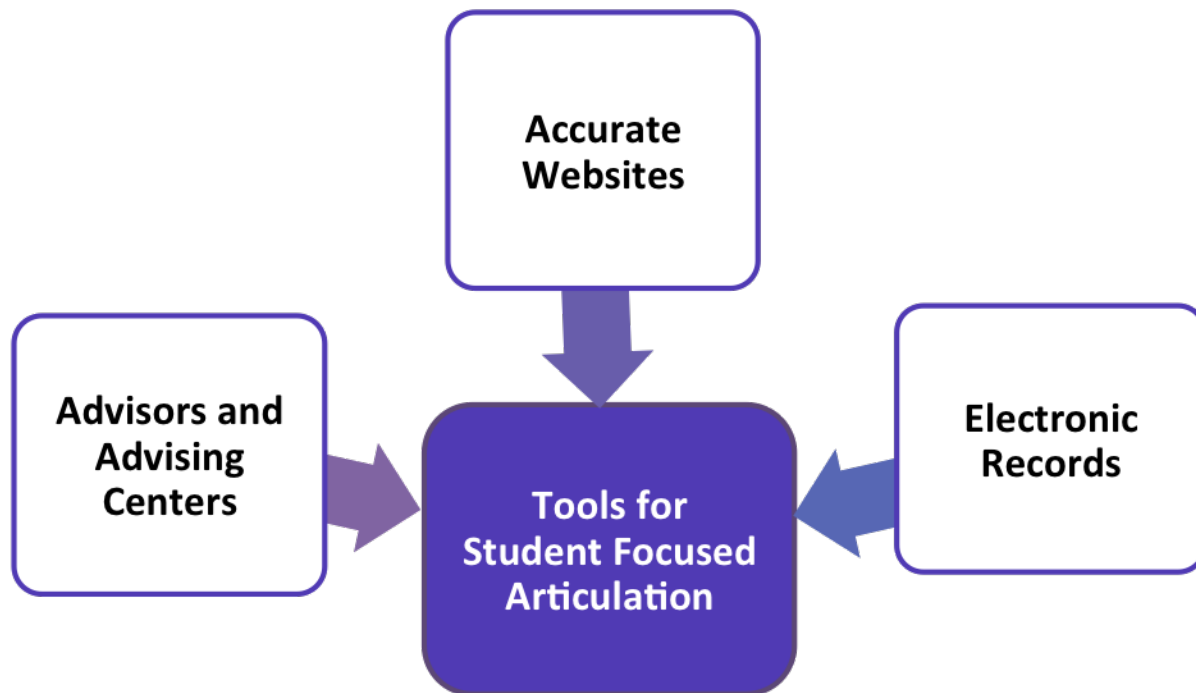 Accurate
Websites
Advisors and
Advising
Centers
Electronic
Records
Tools for
Student Focused
Articulation